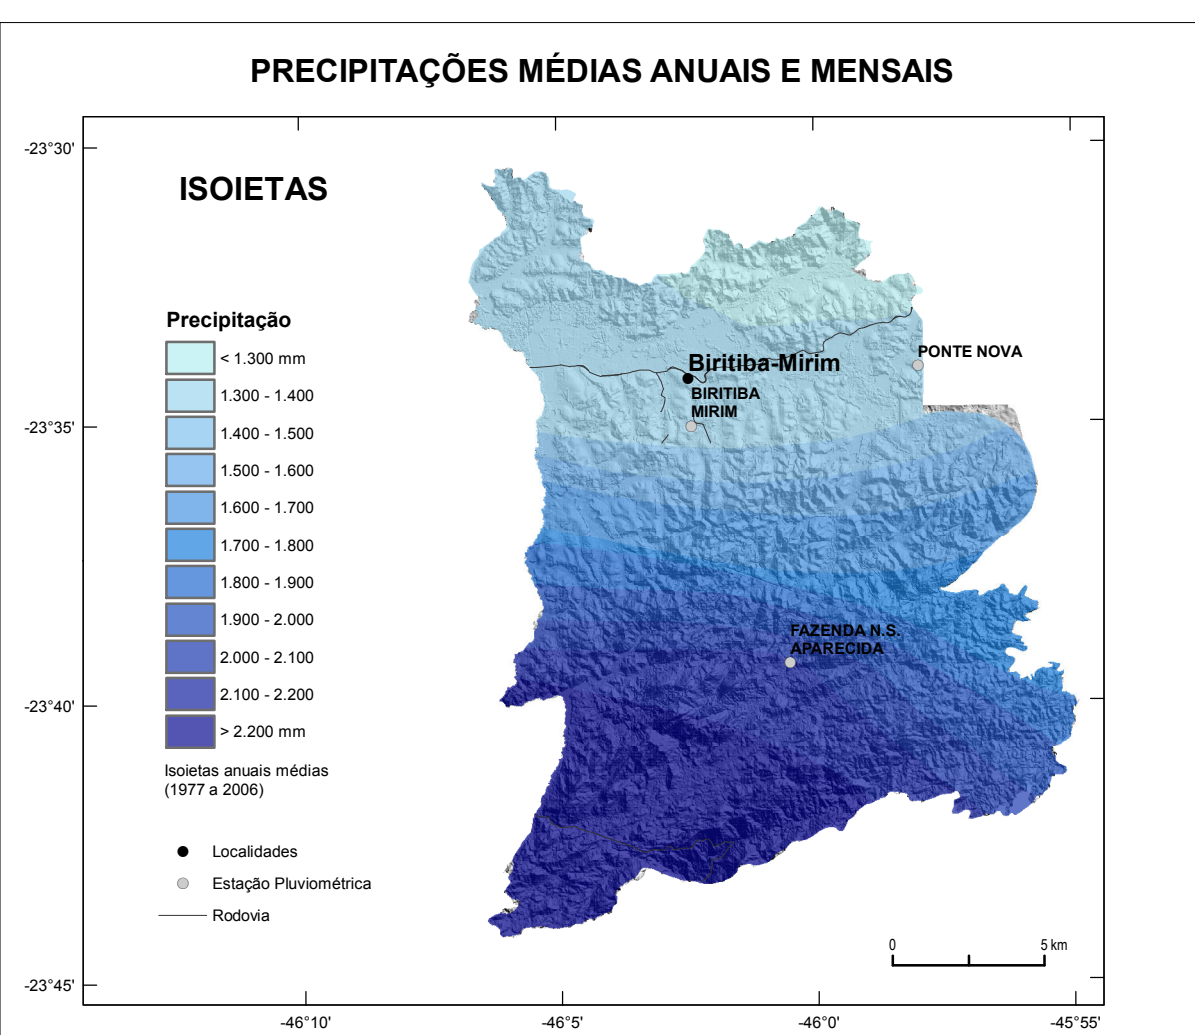 PRECIPITAÇÕES MÉDIAS ANUAIS E MENSAIS
-23°30'
ISOIETAS
Precipitação
< 1.300 mm
1.300 - 1.400
1.400 - 1.500
1.500 - 1.600
1.600 - 1.700
1.700 - 1.800
1.800 - 1.900
1.900 - 2.000
2.000 - 2.100
2.100 - 2.200
> 2.200 mm
Isoietas anuais médias
(1977 a 2006)
Localidades
Estação Pluviométrica
Rodovia
PONTE NOVA
Biritiba-Mirim
BIRITIBA
MIRIM
-23°35'
FAZENDA N.S.
APARECIDA
-23°40'
0 5 km
-23°45'
-46°10' -46°5' -46°0' -45°55'